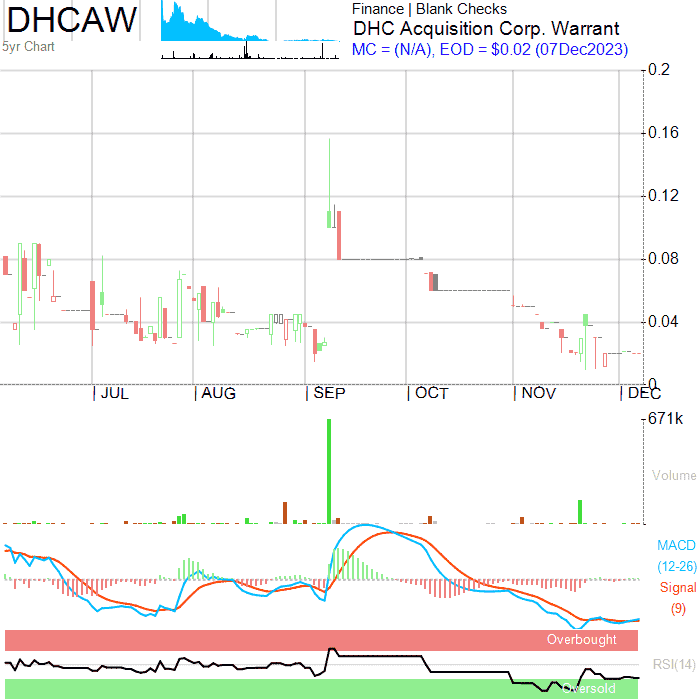 DHCAW
5yr Chart
Finance | Blank Checks
DHC Acquisition Corp. Warrant
MC = (N/A), EOD = $0.02 (07Dec2023)
0.2
0.16
0.12
0.08
0.04
0
JUL AUG SEP OCT NOV DEC
671k
Volume
MACD
(12-26)
Signal
(9)
Overbought
RSI(14)
Oversold